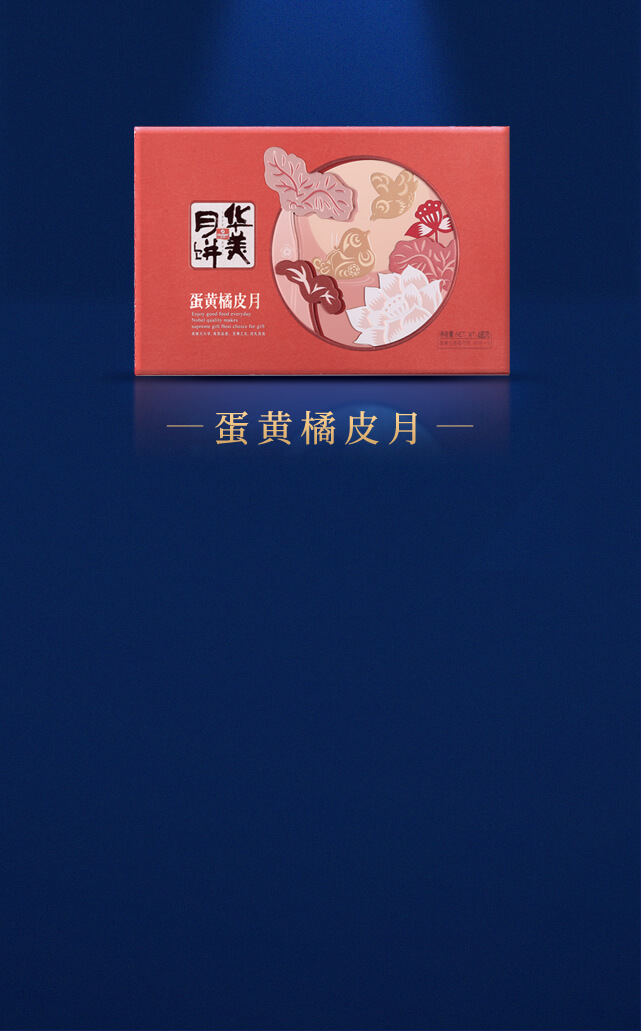 华美
月饼
蛋黄橘皮月
Enjoy good food everyday
Nobel quality makes
supreme gift Best choice for gift
蛋黄橘皮月